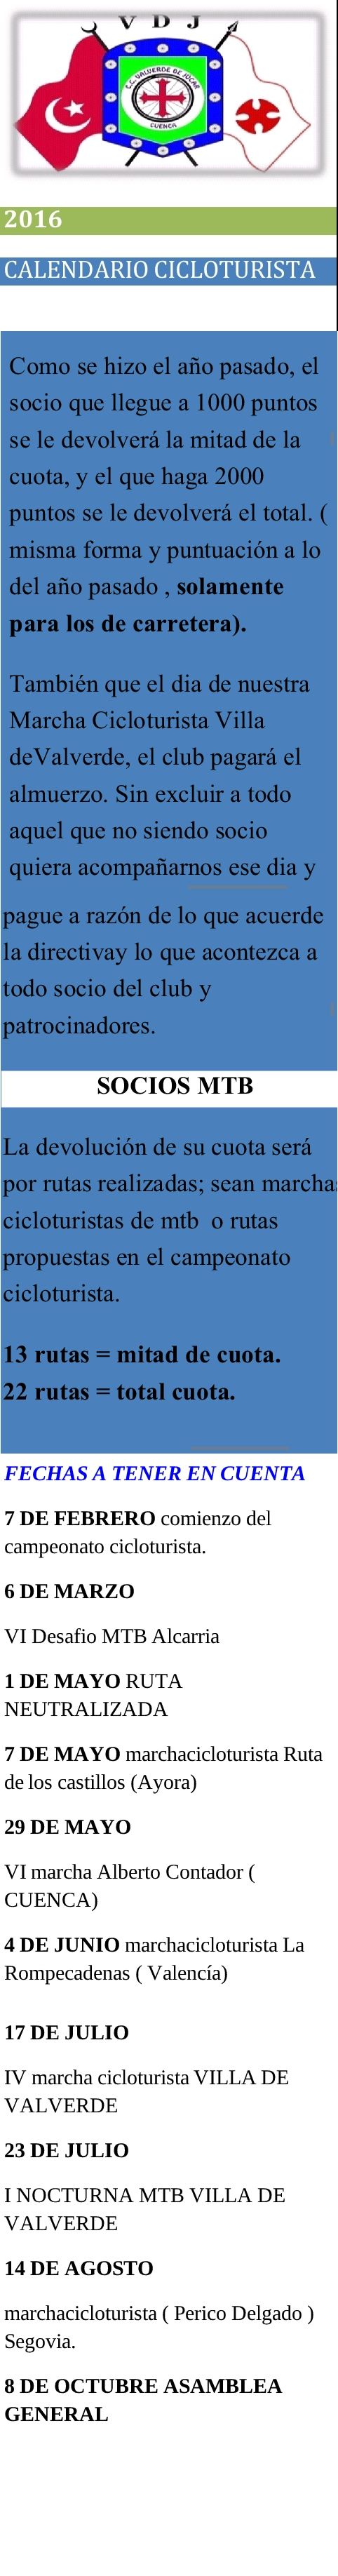 V D J
C.C. VALVERDE DE JUCAR
CUENCA
2016
CALENDARIO CICLOTURISTA
Como se hizo el año pasado, el
socio que llegue a 1000 puntos
se le devolverá la mitad de la
cuota, y el que haga 2000
puntos se le devolverá el total. (
misma forma y puntuación a lo
del año pasado , solamente
para los de carretera).
También que el dia de nuestra
Marcha Cicloturista Villa
deValverde, el club pagará el
almuerzo. Sin excluir a todo
aquel que no siendo socio
quiera acompañarnos ese dia y
pague a razón de lo que acuerde
la directivay lo que acontezca a
todo socio del club y
patrocinadores.
SOCIOS MTB
La devolución de su cuota será
por rutas realizadas; sean marchas
cicloturistas de mtb o rutas
propuestas en el campeonato
cicloturista.
13 rutas = mitad de cuota.
22 rutas = total cuota.
FECHAS A TENER EN CUENTA
7 DE FEBRERO comienzo del
campeonato cicloturista.
6 DE MARZO
VI Desafio MTB Alcarria
1 DE MAYO RUTA
NEUTRALIZADA
7 DE MAYO marchacicloturista Ruta
de los castillos (Ayora)
29 DE MAYO
VI marcha Alberto Contador (
CUENCA)
4 DE JUNIO marchacicloturista La
Rompecadenas ( Valencía)
17 DE JULIO
IV marcha cicloturista VILLA DE
VALVERDE
23 DE JULIO
I NOCTURNA MTB VILLA DE
VALVERDE
14 DE AGOSTO
marchacicloturista ( Perico Delgado )
Segovia.
8 DE OCTUBRE ASAMBLEA
GENERAL